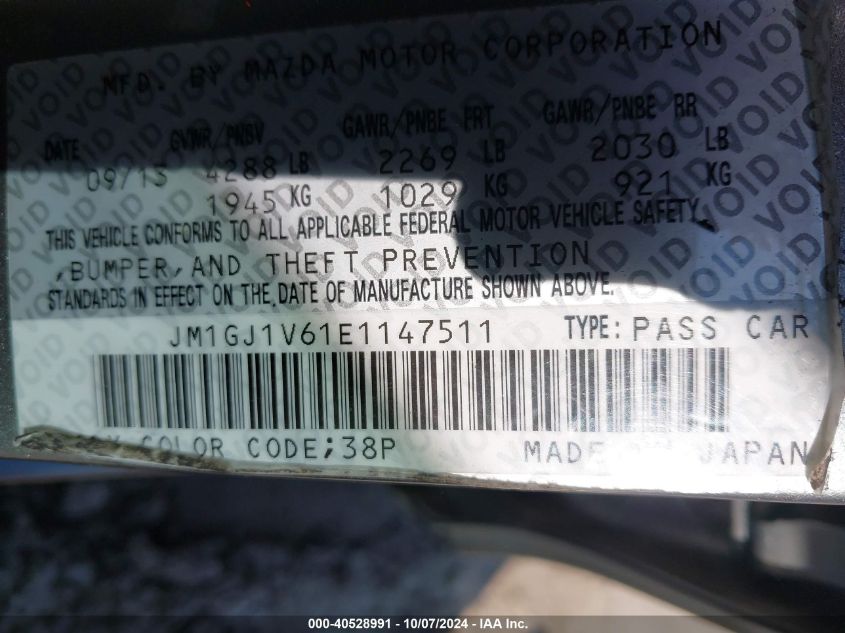 MFD. BY MAZDA MOTOR CORPORATION
DATE GVWR/PNBV GAWR/PNBE FRT GAWR/PNBE RR
09/13 4288 LB 2269 LB 2030 LB
1945 KG 1029 KG 921 KG
THIS VEHICLE CONFORMS TO ALL APPLICABLE FEDERAL MOTOR VEHICLE SAFETY,
,BUMPER, AND THEFT PREVENTION
STANDARDS IN EFFECT ON THE DATE OF MANUFACTURE SHOWN ABOVE.
JM1GJ1V61E1147511 TYPE: PASS CAR
COLOR CODE;38P MADE JAPAN
000-40528991 - 10/07/2024 - IAA Inc.